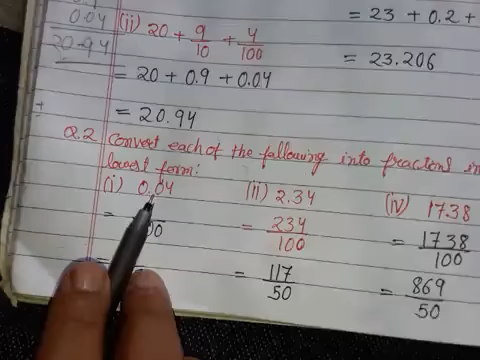 0.04
20.94
(ii) 20 + 9/10 + 4/100
= 20 + 0.9 + 0.04
= 20.94
= 23 + 0.2 +
= 23.206
Q.2 Convert each of the following into fractions in
lowest form:
(i) 0.04 (ii) 2.34 (iv) 17.38
= = 234/100 = 1738/100
= = 117/50 = 869/50